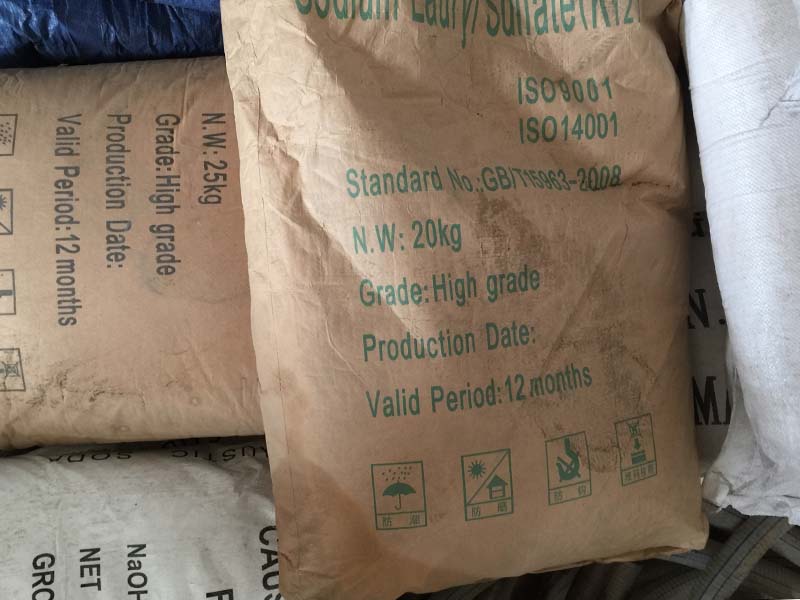 Sodium Lauryl Sulfate(K12)
ISO9001
ISO14001
Standard No.:GB/T15963-2008
N.W: 20kg
Grade:High grade
Production Date:
Valid Period:12 months
防 潮
防 晒
N.W: 25kg
Grade:High grade
Production Date:
Valid Period:12 months
SODA
CAUS
NaOH
NET
GRO